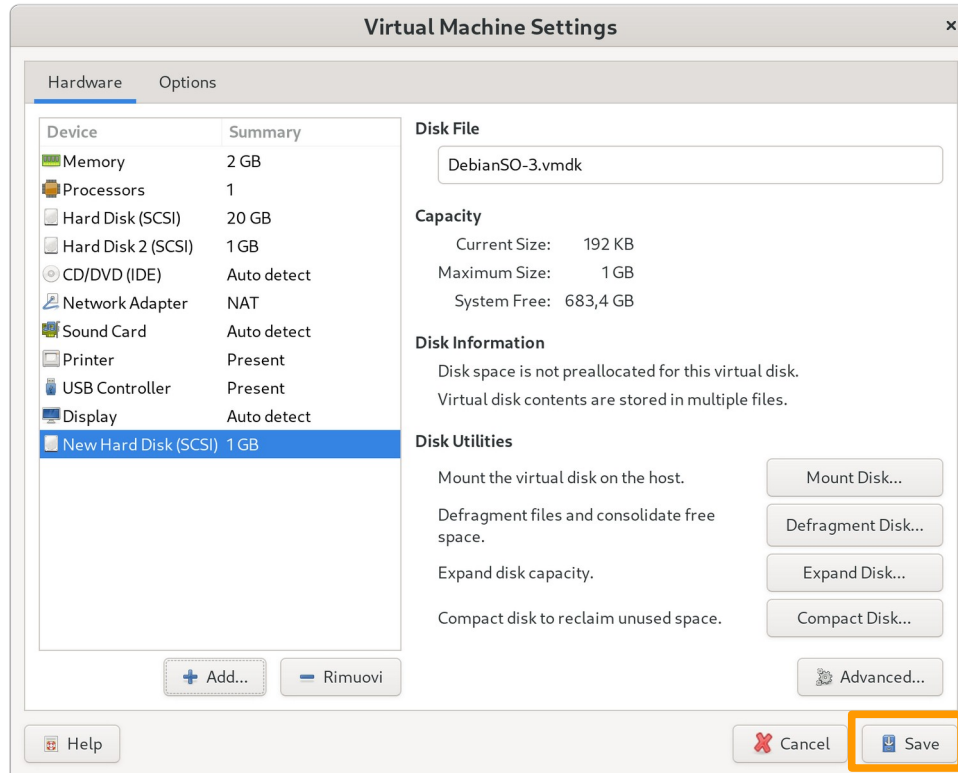 Virtual Machine Settings ×
Hardware Options
Device Summary
Memory 2 GB
Processors 1
Hard Disk (SCSI) 20 GB
Hard Disk 2 (SCSI) 1 GB
CD/DVD (IDE) Auto detect
Network Adapter NAT
Sound Card Auto detect
Printer Present
USB Controller Present
Display Auto detect
New Hard Disk (SCSI) 1 GB
Add... Rimuovi
Disk File
DebianSO-3.vmdk
Capacity
Current Size: 192 KB
Maximum Size: 1 GB
System Free: 683,4 GB
Disk Information
Disk space is not preallocated for this virtual disk.
Virtual disk contents are stored in multiple files.
Disk Utilities
Mount the virtual disk on the host. Mount Disk...
Defragment files and consolidate free
space. Defragment Disk...
Expand disk capacity. Expand Disk...
Compact disk to reclaim unused space. Compact Disk...
Advanced...
Help Cancel Save